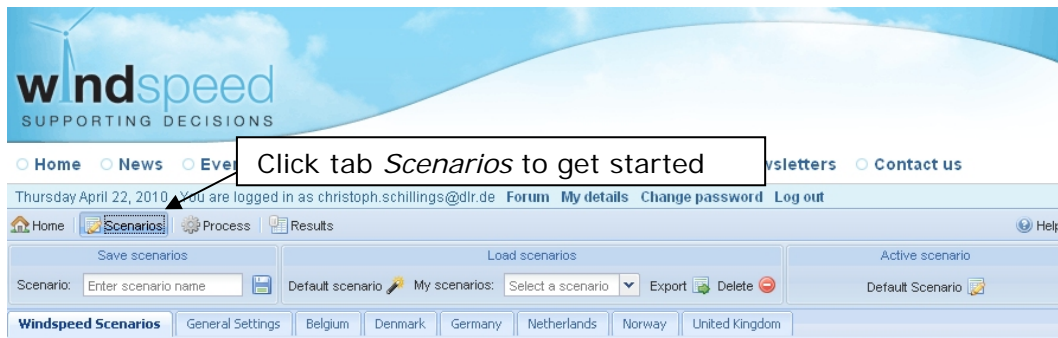 windspeed
SUPPORTING DECISIONS
Click tab Scenarios to get started
Home News Contact us
Thursday April 22, 2010 You are logged in as christoph.schillings@dlr.de Forum My details Change password Log out
Home Scenarios Process Results Help
Save scenarios Load scenarios Active scenario
Scenario: Enter scenario name Default scenario My scenarios: Select a scenario Export Delete Default Scenario
Windspeed Scenarios General Settings Belgium Denmark Germany Netherlands Norway United Kingdom